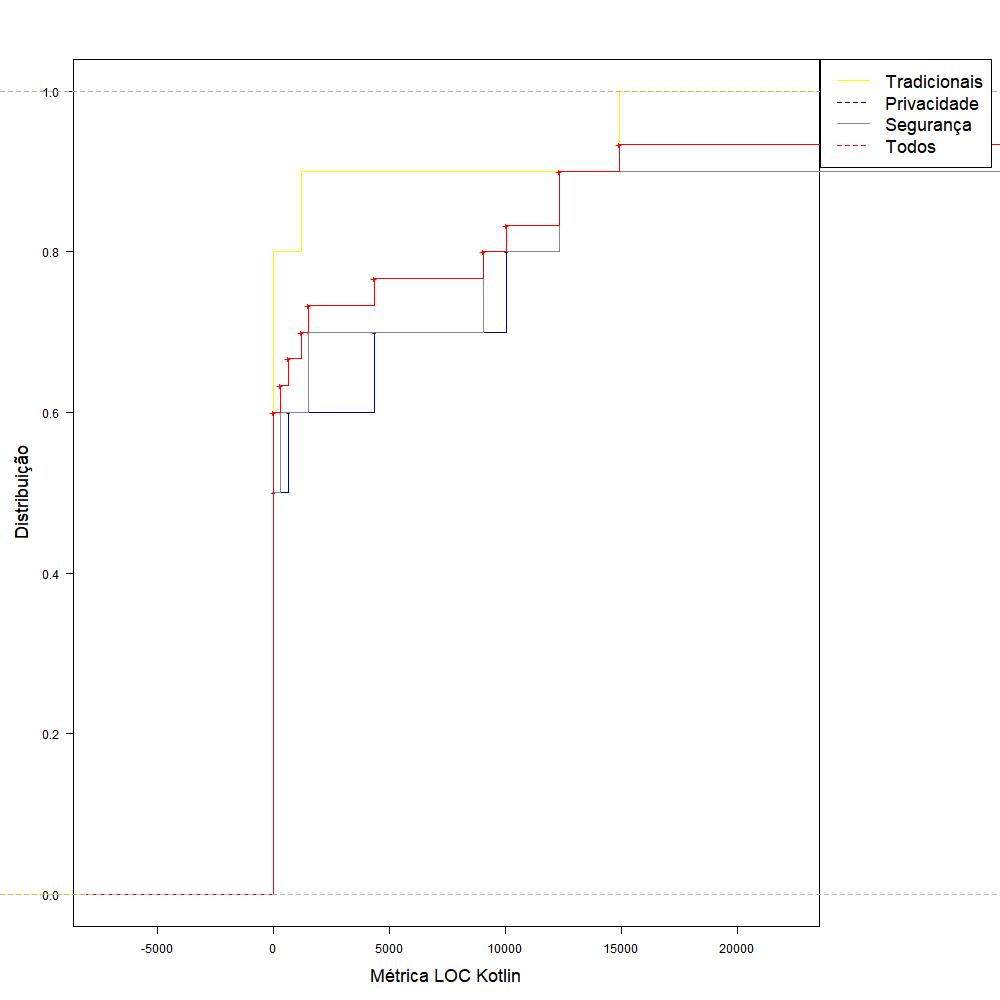 Tradicionais
Privacidade
Segurança
Todos
1.0
0.8
0.6
0.4
0.2
0.0
Distribuição
-5000 0 5000 10000 15000 20000
Métrica LOC Kotlin